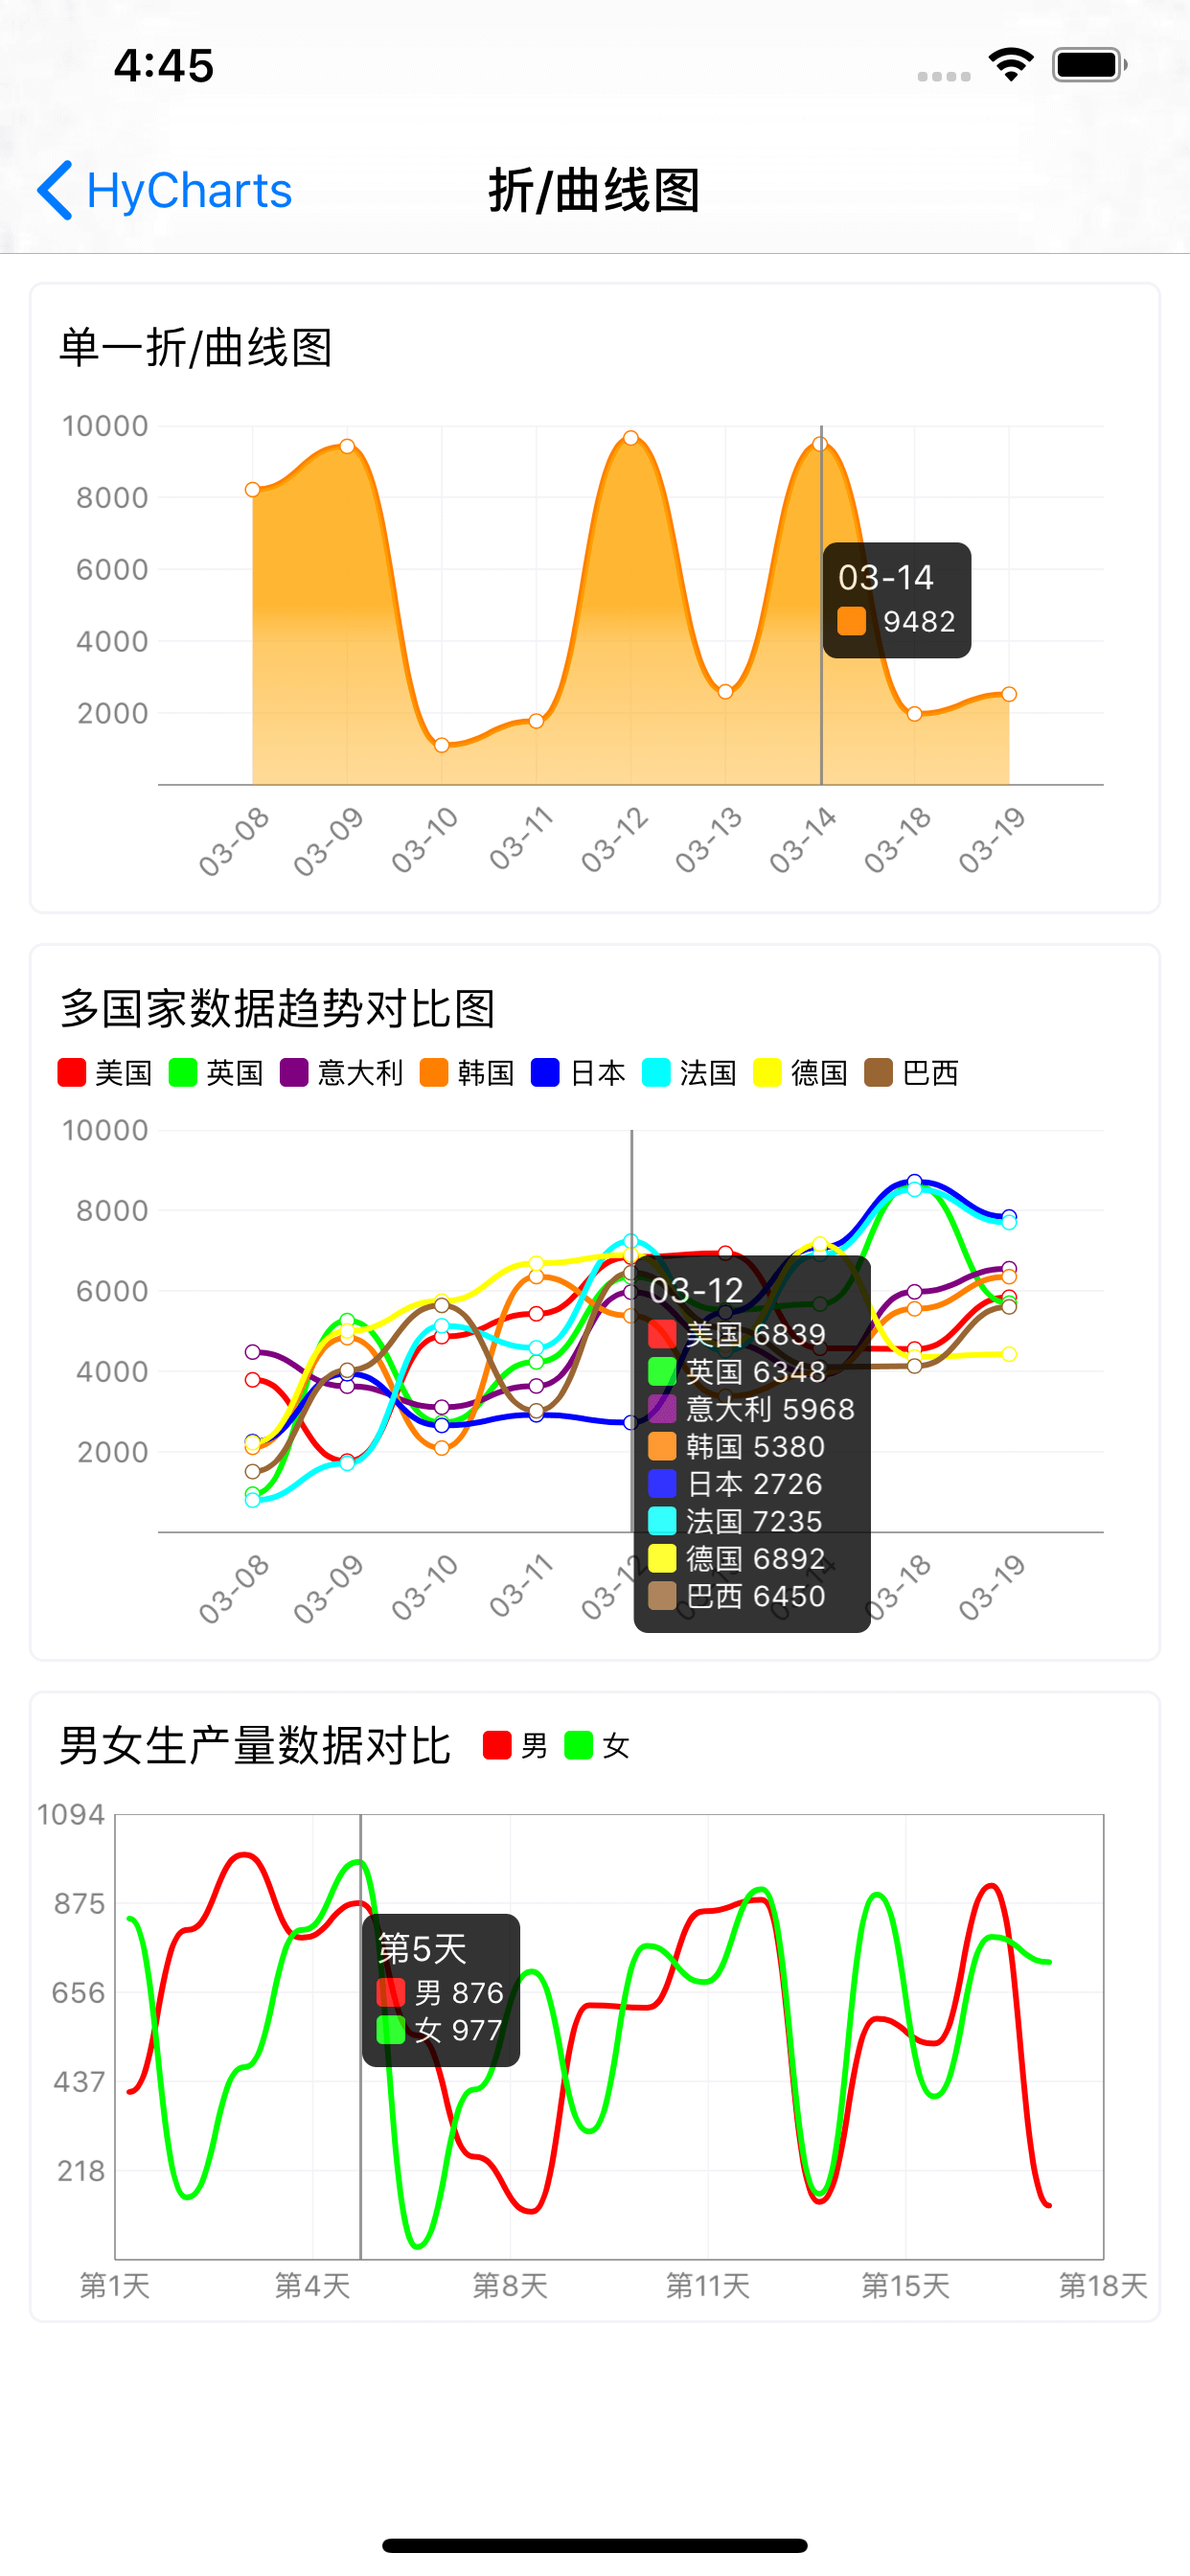 4:45
HyCharts 折/曲线图
单一折/曲线图
10000
8000
6000
4000
2000
03-14
9482
03-08 03-09 03-10 03-11 03-12 03-13 03-14 03-18 03-19
多国家数据趋势对比图
美国 英国 意大利 韩国 日本 法国 德国 巴西
10000
8000
6000
4000
2000
03-12
美国 6839
英国 6348
意大利 5968
韩国 5380
日本 2726
法国 7235
德国 6892
巴西 6450
03-08 03-09 03-10 03-11 03-12 03-18 03-19
男女生产量数据对比 男 女
1094
875
656
437
218
第5天
男 876
女 977
第1天 第4天 第8天 第11天 第15天 第18天